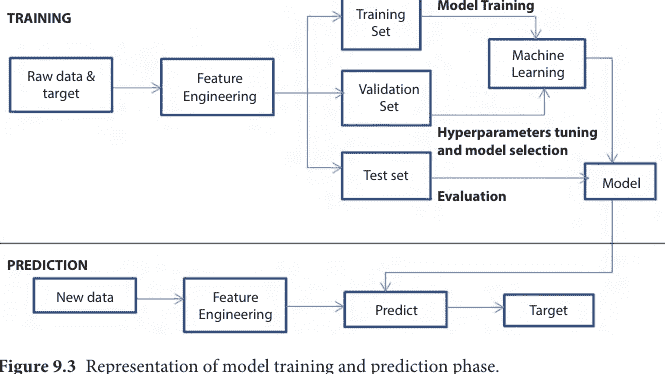 TRAINING
Model Training
Training
Set
Raw data &
target
Feature
Engineering
Machine
Learning
Validation
Set
Hyperparameters tuning
and model selection
Test set
Evaluation
Model
PREDICTION
New data
Feature
Engineering
Predict
Target
Figure 9.3 Representation of model training and prediction phase.